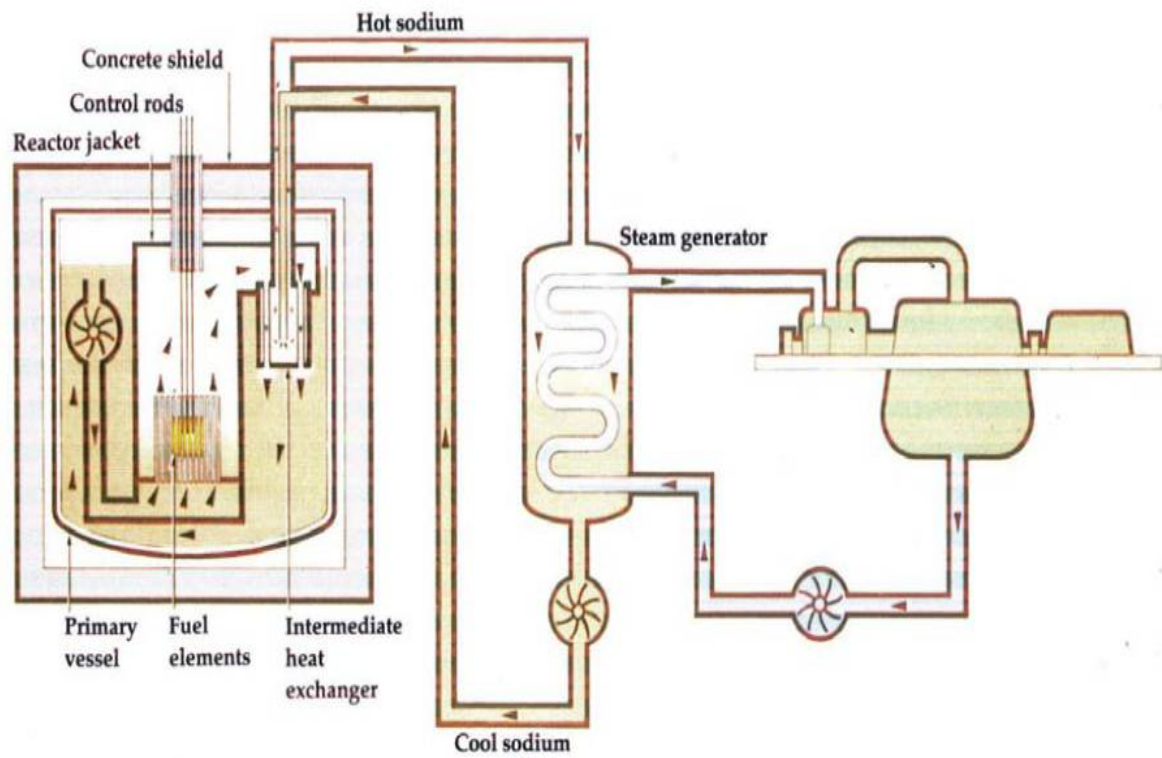 Hot sodium
Concrete shield
Control rods
Reactor jacket
Steam generator
Primary
vessel
Fuel
elements
Intermediate
heat
exchanger
Cool sodium